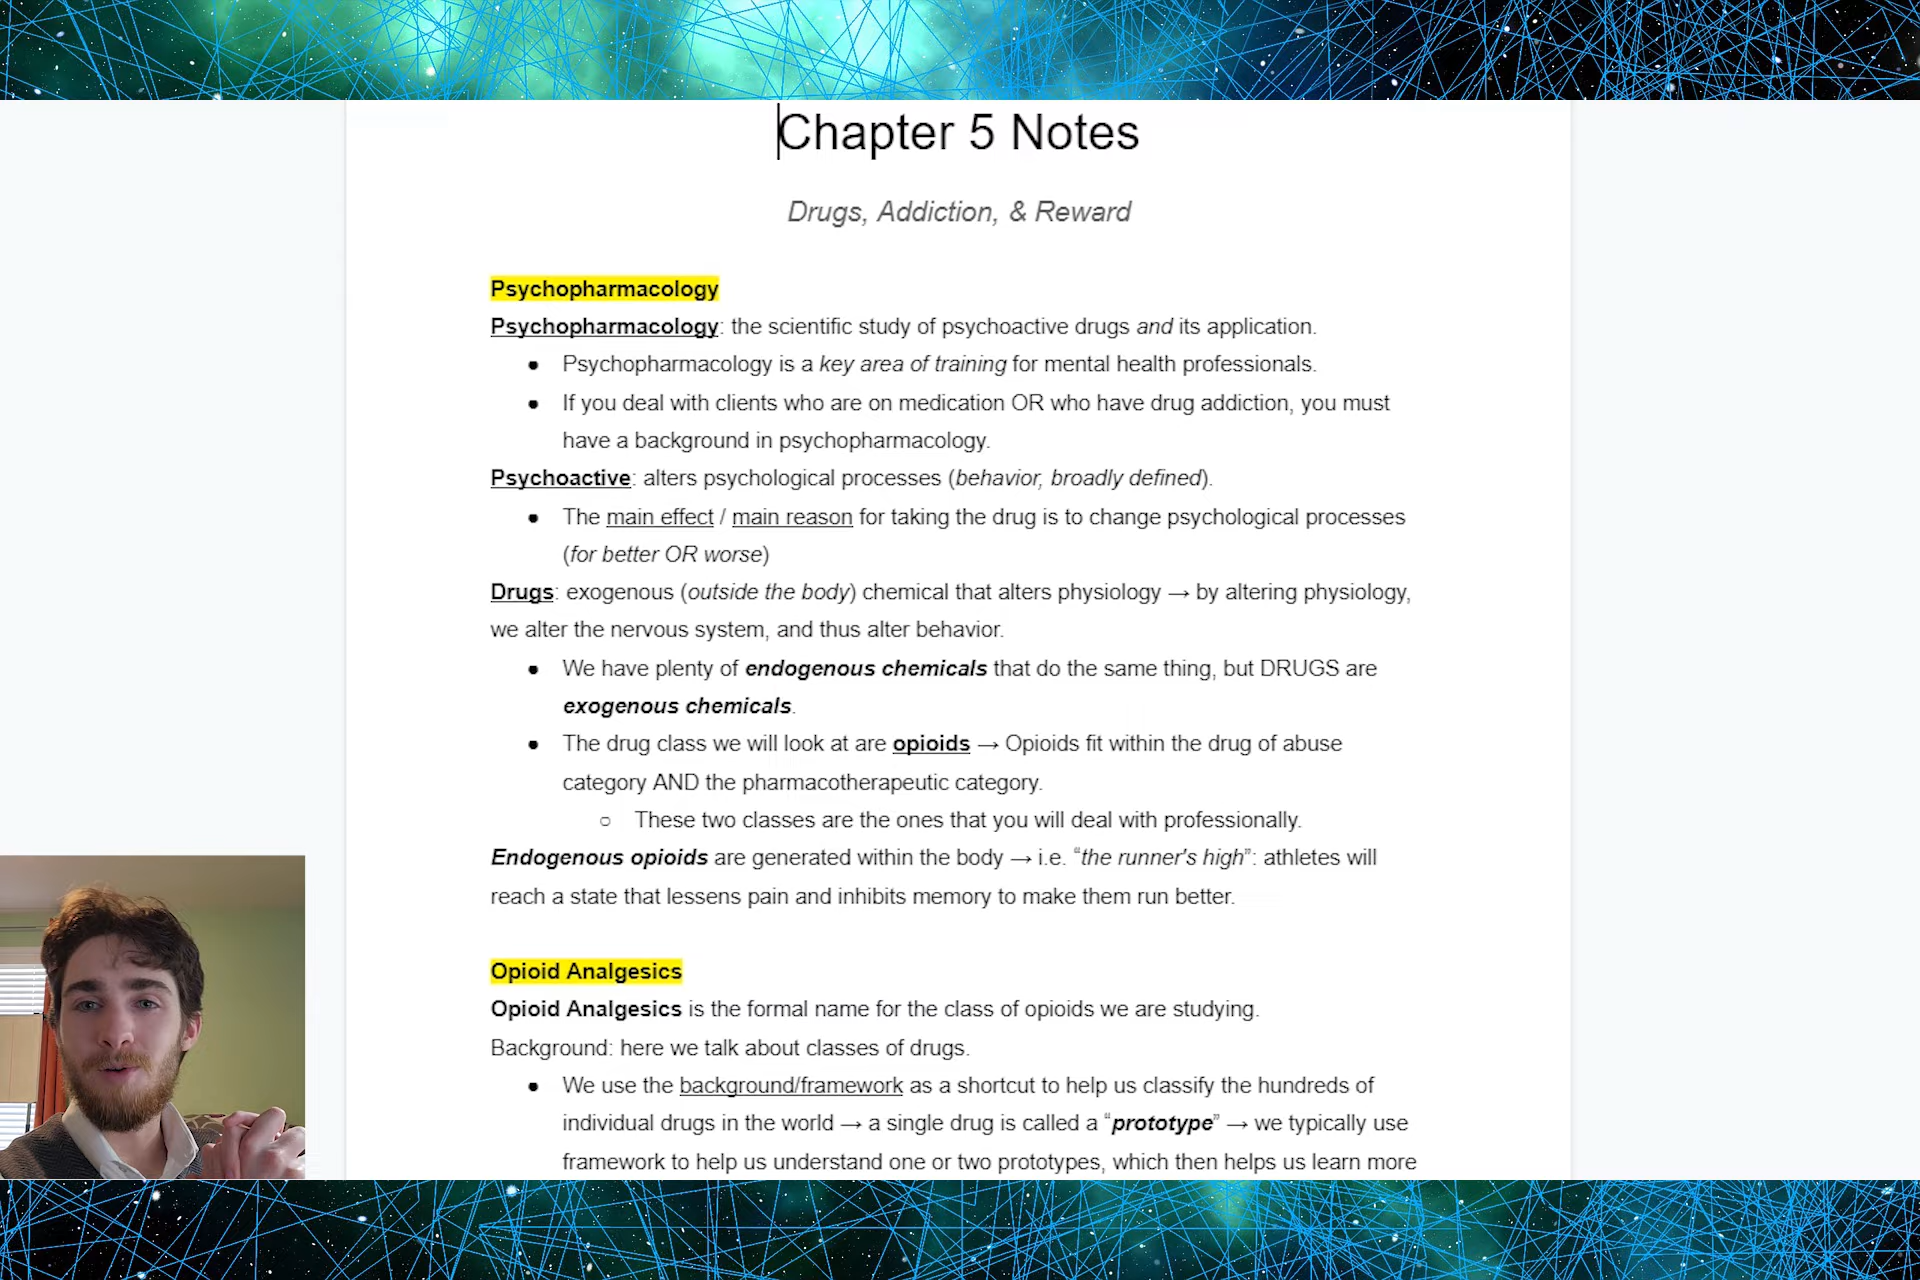 Chapter 5 Notes
Drugs, Addiction, & Reward
Psychopharmacology
Psychopharmacology: the scientific study of psychoactive drugs and its application.
● Psychopharmacology is a key area of training for mental health professionals.
● If you deal with clients who are on medication OR who have drug addiction, you must
have a background in psychopharmacology.
Psychoactive: alters psychological processes (behavior, broadly defined).
● The main effect / main reason for taking the drug is to change psychological processes
(for better OR worse)
Drugs: exogenous (outside the body) chemical that alters physiology → by altering physiology,
we alter the nervous system, and thus alter behavior.
● We have plenty of endogenous chemicals that do the same thing, but DRUGS are
exogenous chemicals.
● The drug class we will look at are opioids → Opioids fit within the drug of abuse
category AND the pharmacotherapeutic category.
○ These two classes are the ones that you will deal with professionally.
Endogenous opioids are generated within the body → i.e. “the runner's high”: athletes will
reach a state that lessens pain and inhibits memory to make them run better.
Opioid Analgesics
Opioid Analgesics is the formal name for the class of opioids we are studying.
Background: here we talk about classes of drugs.
● We use the background/framework as a shortcut to help us classify the hundreds of
individual drugs in the world → a single drug is called a “prototype” → we typically use
framework to help us understand one or two prototypes, which then helps us learn more